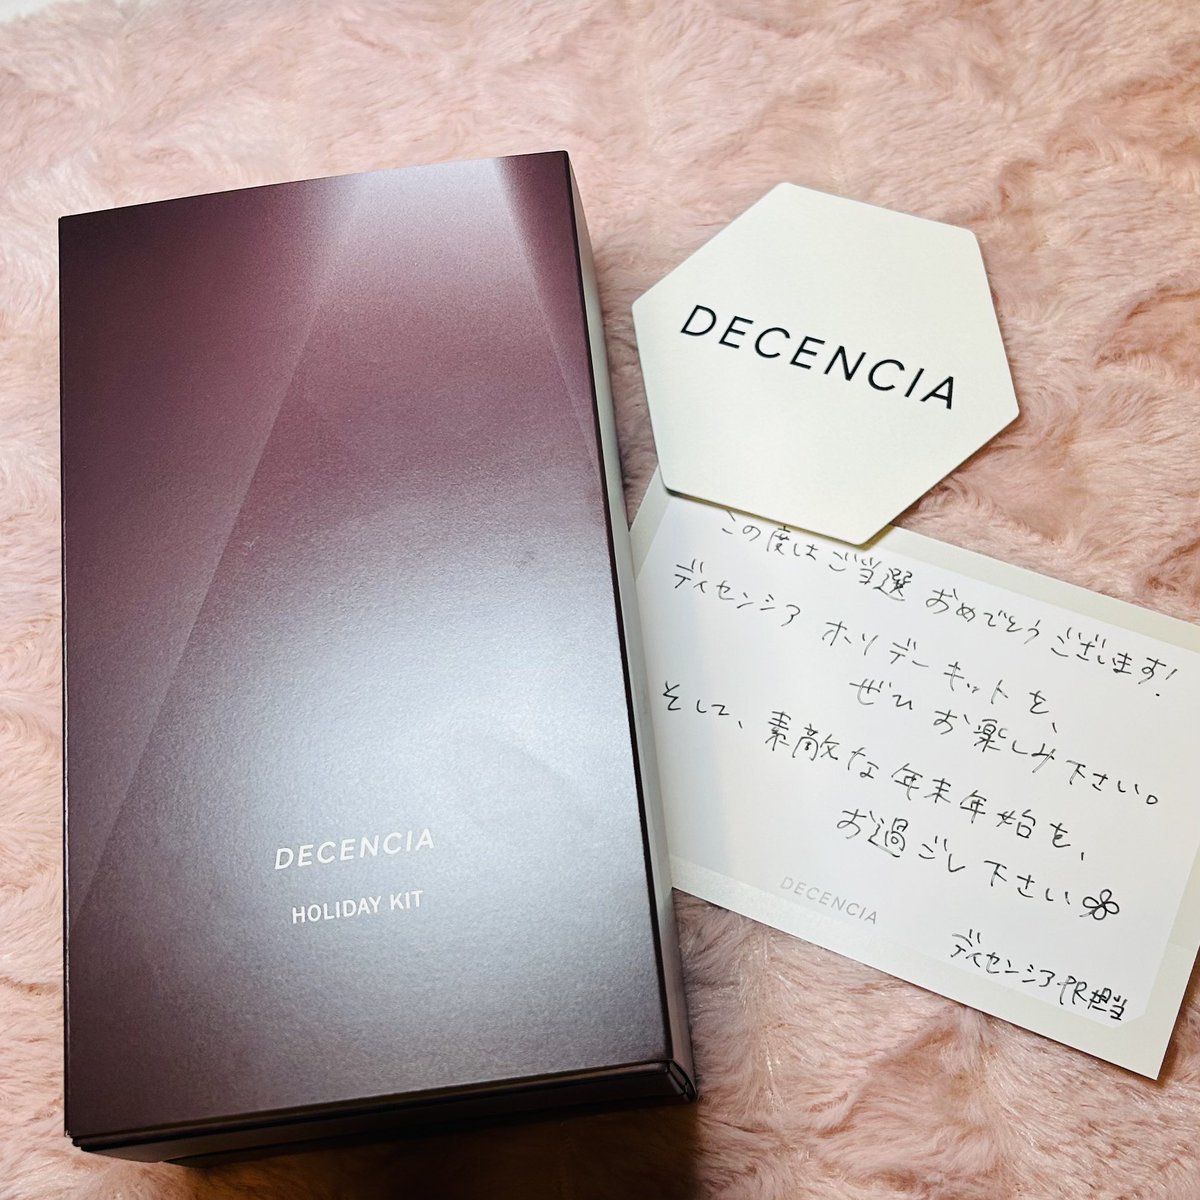 DECENCIA
HOLIDAY KIT
DECENCIA
この度はご当選おめでとうございます!
ディセンシア ホリデーキットを、
ぜひ お楽しみ下さい。
そして、素敵な年末年始を、
お過ごし下さい
DECENCIA
ディセンシアPR担当